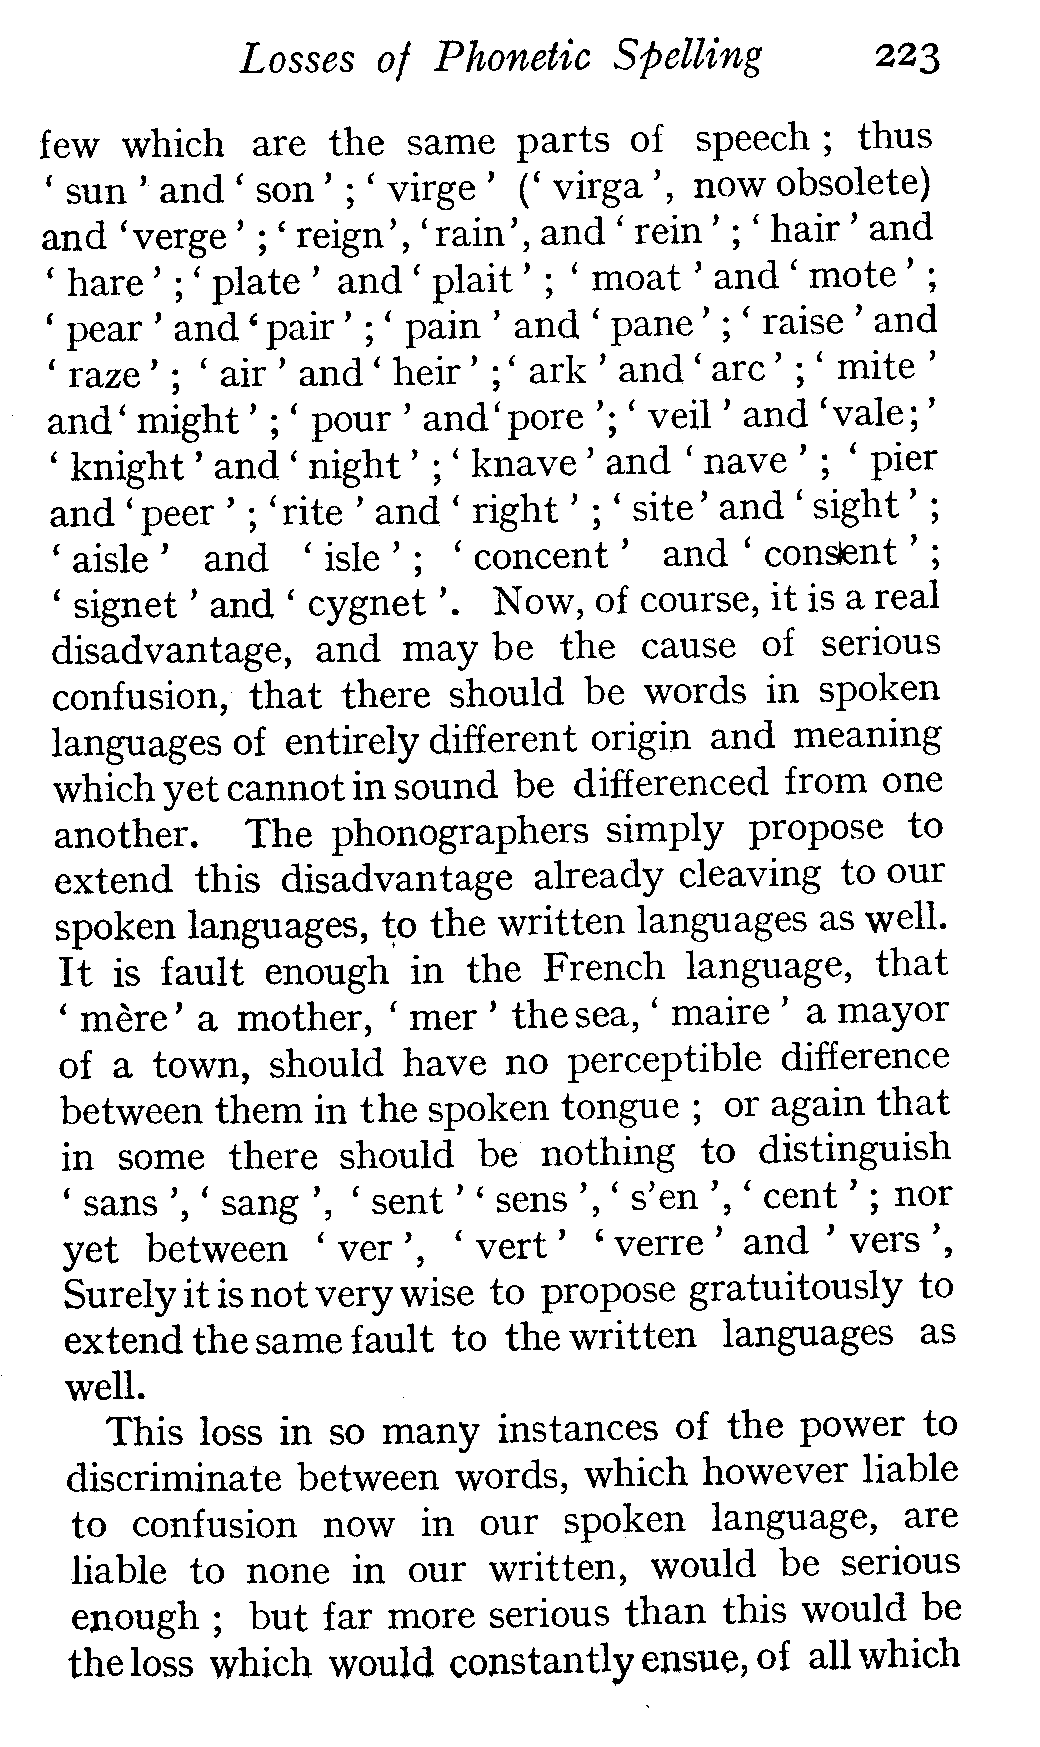 Losses of Phonetic Spelling 223
few which are the same parts of speech ; thus
‘ sun ’ and ‘ son ’ ; ‘ virge ’ (‘ virga ’, now obsolete)
and ‘verge ’ ; ‘ reign’, ‘rain’, and ‘ rein ’ ; ‘ hair ’ and
‘ hare ’ ; ‘ plate ’ and ‘ plait ’ ; ‘ moat ’ and ‘ mote ’ ;
‘ pear ’ and ‘pair ’ ; ‘ pain ’ and ‘ pane ’ ; ‘ raise ’ and
‘ raze ’ ; ‘ air ’ and ‘ heir ’ ; ‘ ark ’ and ‘ arc ’ ; ‘ mite ’
and ‘ might ’ ; ‘ pour ’ and ‘pore ’; ‘ veil ’ and ‘vale; ’
‘ knight ’ and ‘ night ’ ; ‘ knave ’ and ‘ nave ’ ; ‘ pier
and ‘peer ’ ; ‘rite ’ and ‘ right ’ ; ‘ site’ and ‘ sight ’ ;
‘ aisle ’ and ‘ isle ’ ; ‘ concent ’ and ‘ consent ’ ;
‘ signet ’ and ‘ cygnet ’. Now, of course, it is a real
disadvantage, and may be the cause of serious
confusion, that there should be words in spoken
languages of entirely different origin and meaning
which yet cannot in sound be differenced from one
another. The phonographers simply propose to
extend this disadvantage already cleaving to our
spoken languages, to the written languages as well.
It is fault enough in the French language, that
‘ mère’ a mother, ‘ mer ’ the sea, ‘ maire ’ a mayor
of a town, should have no perceptible difference
between them in the spoken tongue ; or again that
in some there should be nothing to distinguish
‘ sans ’, ‘ sang ’, ‘ sent ’ ‘ sens ’, ‘ s’en ’, ‘ cent ’ ; nor
yet between ‘ ver ’, ‘ vert ’ ‘ verre ’ and ’ vers ’,
Surely it is not very wise to propose gratuitously to
extend the same fault to the written languages as
well.
This loss in so many instances of the power to
discriminate between words, which however liable
to confusion now in our spoken language, are
liable to none in our written, would be serious
enough ; but far more serious than this would be
the loss which would constantly ensue, of all which